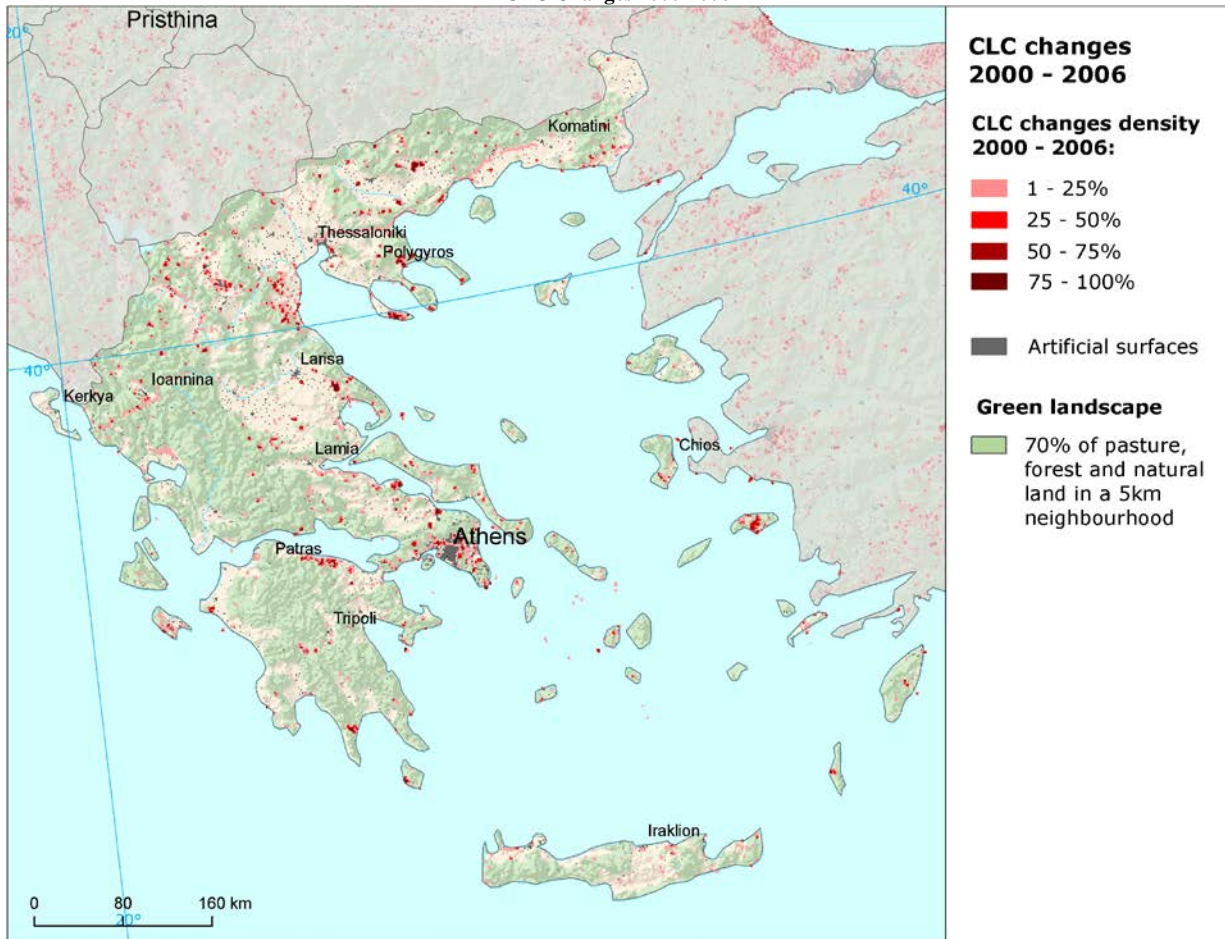 Pristhina
20°
Komatini
40°
Thessaloniki
Polygyros
40°
Larisa
Ioannina
Kerkya
Lamia
Chios
Athens
Patras
Tripoli
Iraklion
0 80 160 km
20°
CLC changes
2000 - 2006
CLC changes density
2000 - 2006:
1 - 25%
25 - 50%
50 - 75%
75 - 100%
Artificial surfaces
Green landscape
70% of pasture,
forest and natural
land in a 5km
neighbourhood